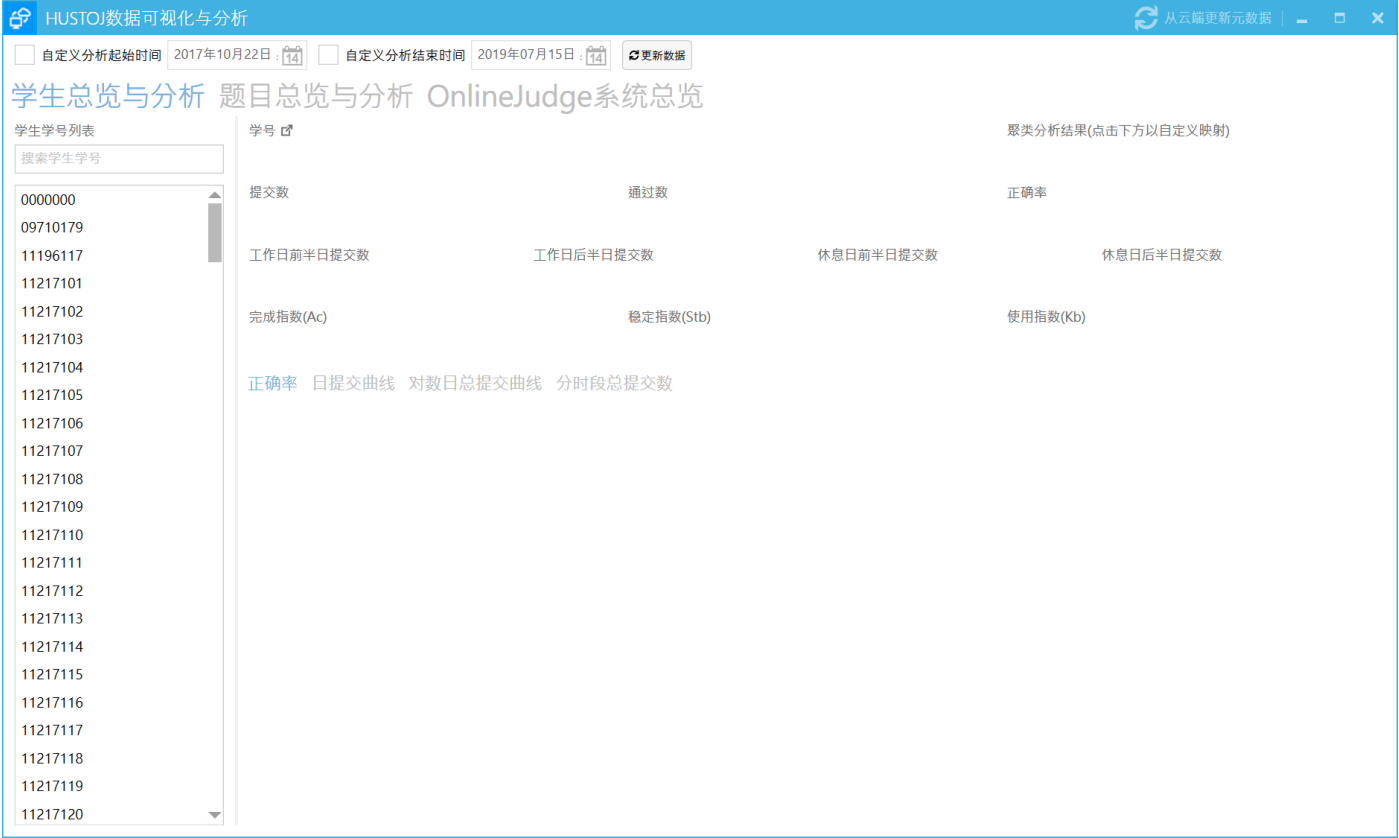 HUSTOJ数据可视化与分析 从云端更新元数据
自定义分析起始时间 2017年10月22日 : 14 自定义分析结束时间 2019年07月15日 : 14 更新数据
学生总览与分析 题目总览与分析 OnlineJudge系统总览
学生学号列表
搜索学生学号
0000000
09710179
11196117
11217101
11217102
11217103
11217104
11217105
11217106
11217107
11217108
11217109
11217110
11217111
11217112
11217113
11217114
11217115
11217116
11217117
11217118
11217119
11217120
学号 聚类分析结果(点击下方以自定义映射)
提交数 通过数 正确率
工作日前半日提交数 工作日后半日提交数 休息日前半日提交数 休息日后半日提交数
完成指数(Ac) 稳定指数(Stb) 使用指数(Kb)
正确率 日提交曲线 对数日总提交曲线 分时段总提交数